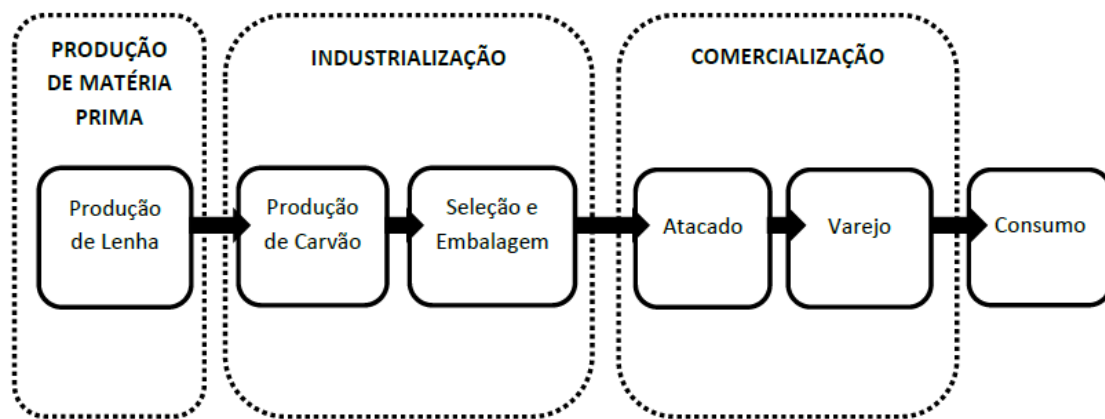 PRODUÇÃO
DE MATÉRIA
PRIMA
INDUSTRIALIZAÇÃO
COMERCIALIZAÇÃO
Produção
de Lenha
Produção
de Carvão
Seleção e
Embalagem
Atacado
Varejo
Consumo